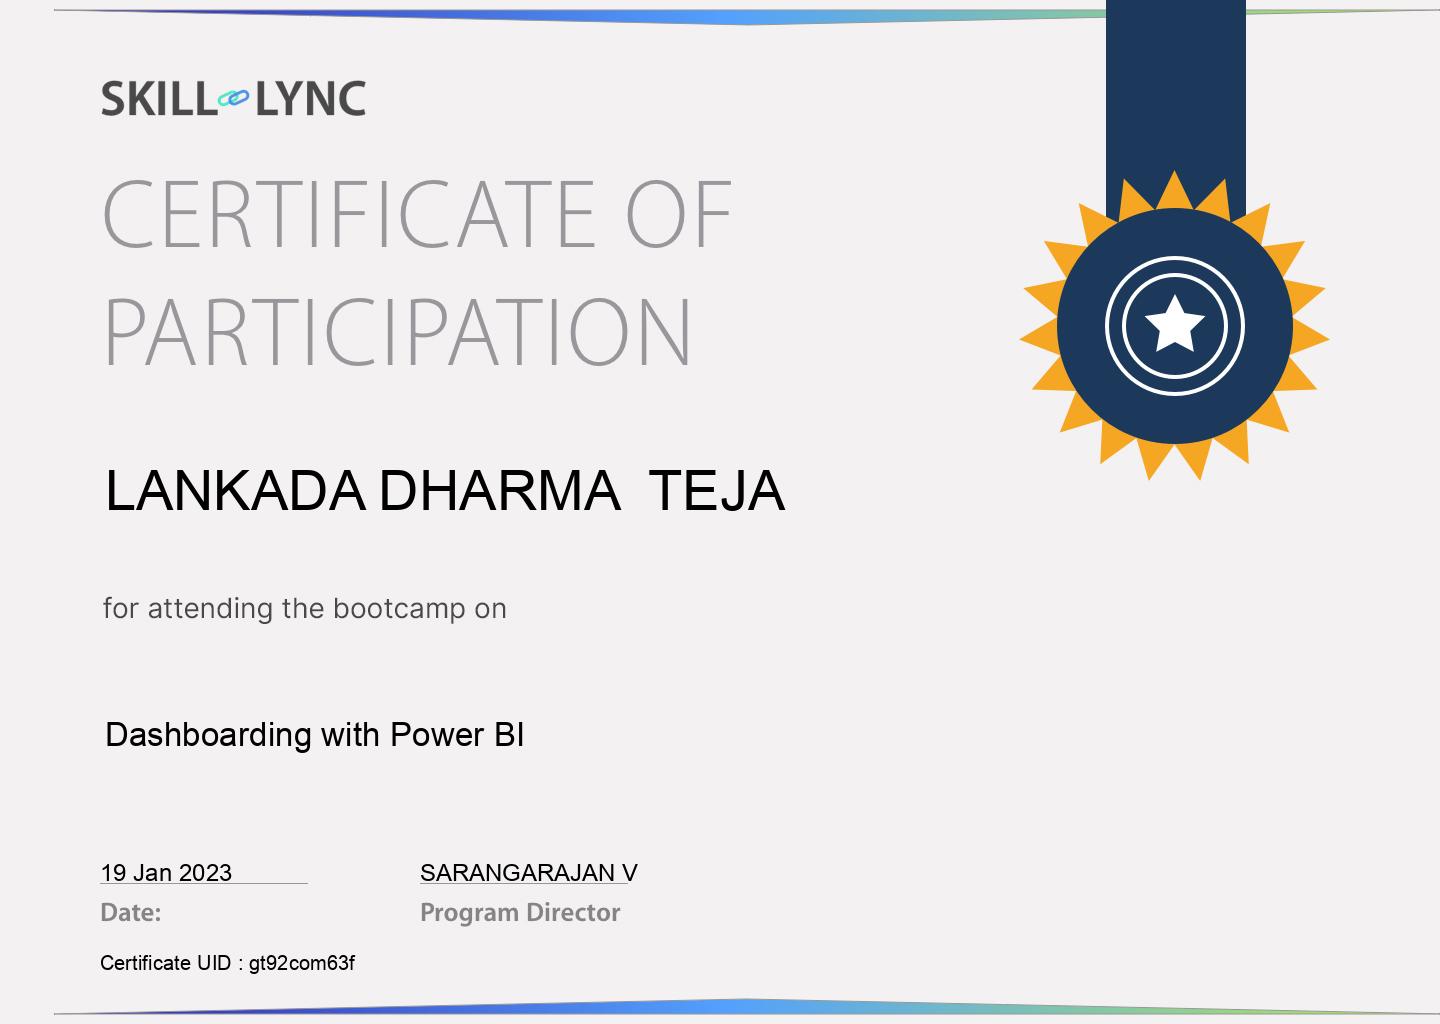 SKILL LYNC
CERTIFICATE OF
PARTICIPATION
LANKADA DHARMA  TEJA
for attending the bootcamp on
Dashboarding with Power BI
19 Jan 2023
SARANGARAJAN V
Date:
Program Director
Certificate UID : gt92com63f